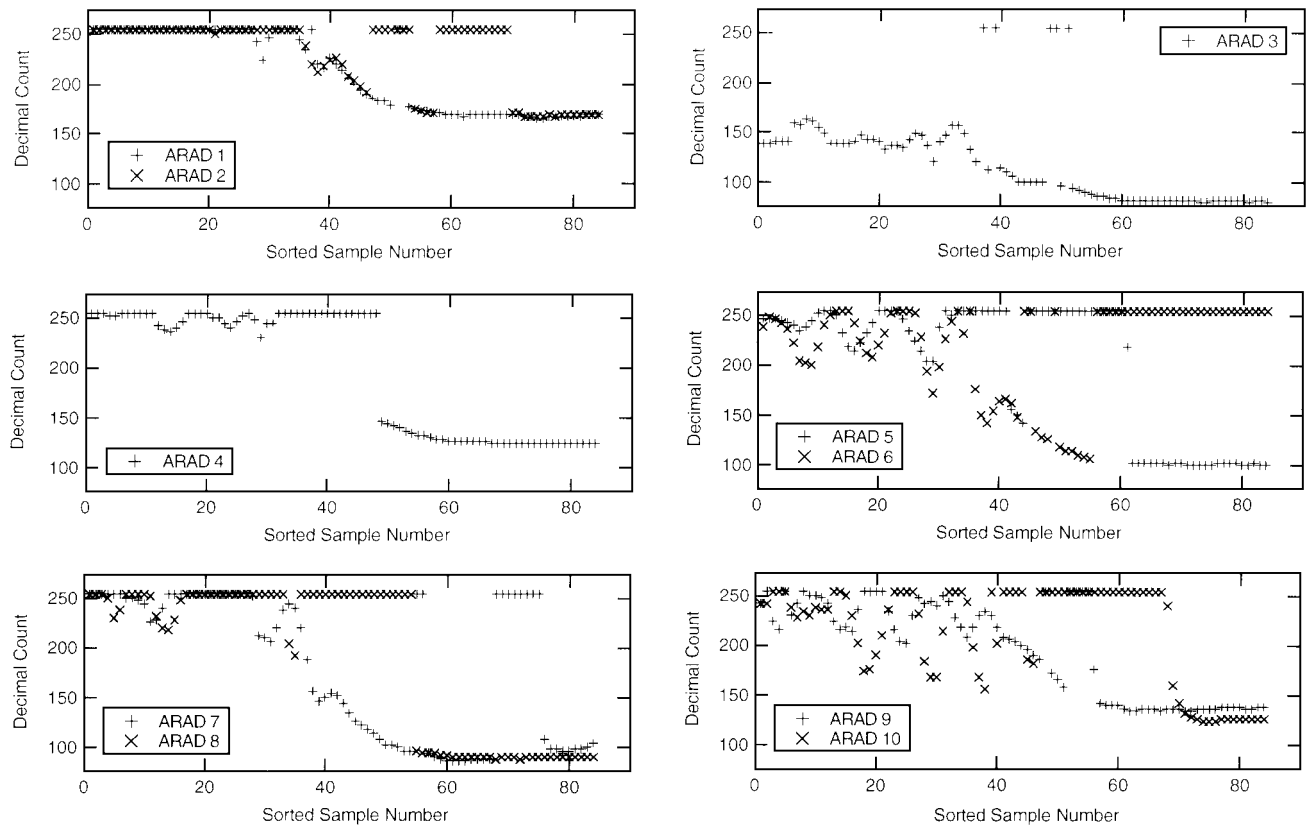 250
200
150
100
Decimal Count
ARAD 1
ARAD 2
0 20 40 60 80
Sorted Sample Number
250
200
150
100
Decimal Count
ARAD 3
0 20 40 60 80
Sorted Sample Number
250
200
150
100
Decimal Count
ARAD 4
0 20 40 60 80
Sorted Sample Number
250
200
150
100
Decimal Count
ARAD 5
ARAD 6
0 20 40 60 80
Sorted Sample Number
250
200
150
100
Decimal Count
ARAD 7
ARAD 8
0 20 40 60 80
Sorted Sample Number
250
200
150
100
Decimal Count
ARAD 9
ARAD 10
0 20 40 60 80
Sorted Sample Number